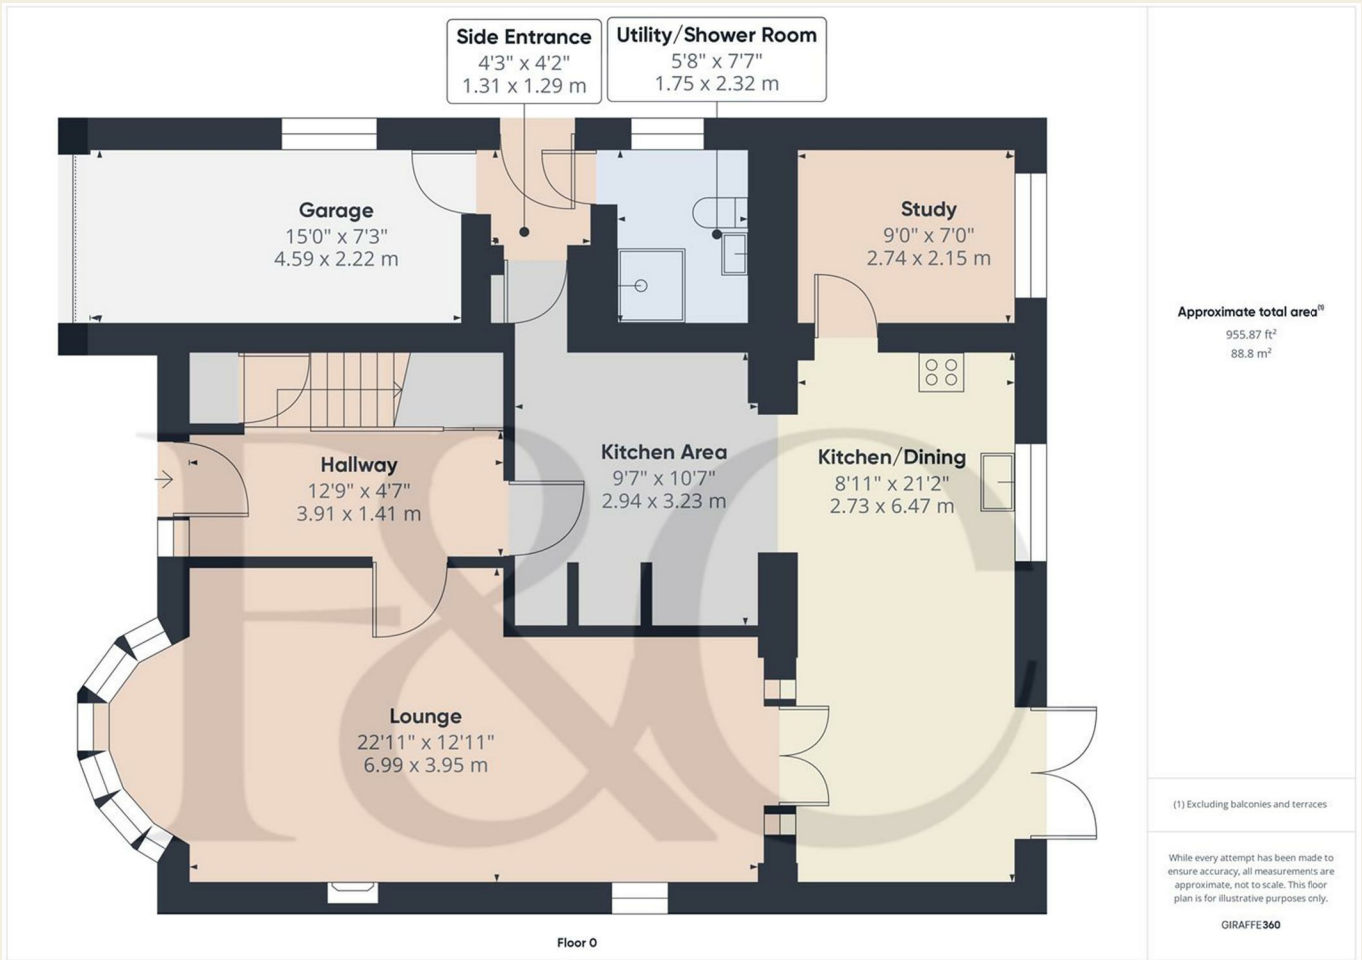 Side Entrance
4'3" x 4'2"
1.31 x 1.29 m
Utility/Shower Room
5'8" x 7'7"
1.75 x 2.32 m
Garage
15'0" x 7'3"
4.59 x 2.22 m
Study
9'0" x 7'0"
2.74 x 2.15 m
Hallway
12'9" x 4'7"
3.91 x 1.41 m
Kitchen Area
9'7" x 10'7"
2.94 x 3.23 m
Kitchen/Dining
8'11" x 21'2"
2.73 x 6.47 m
Lounge
22'11" x 12'11"
6.99 x 3.95 m
F&C
Floor 0
Approximate total area(1)
955.87 ft²
88.8 m²
(1) Excluding balconies and terraces
While every attempt has been made to
ensure accuracy, all measurements are
approximate, not to scale. This floor
plan is for illustrative purposes only.
GIRAFFE360